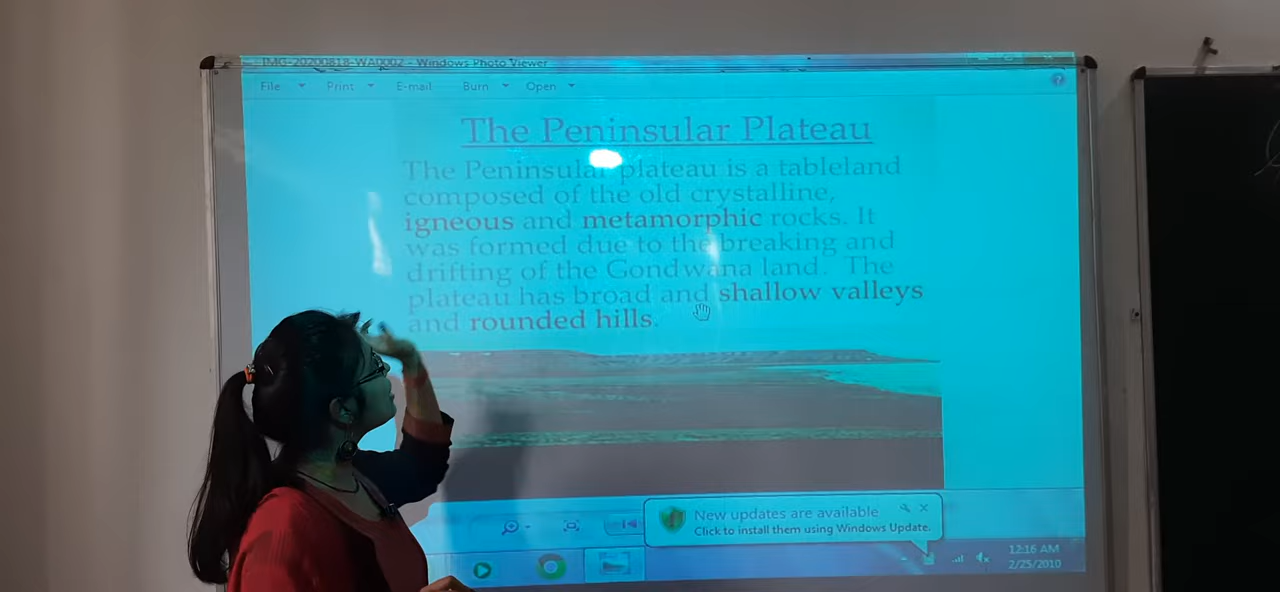 IMG-20200818-WA0002 - Windows Photo Viewer
File Print E-mail Burn Open
The Peninsular Plateau
The Peninsular plateau is a tableland
composed of the old crystalline,
igneous and metamorphic rocks. It
was formed due to the breaking and
drifting of the Gondwana land. The
plateau has broad and shallow valleys
and rounded hills.
New updates are available
Click to install them using Windows Update.
12:16 AM
2/25/2010